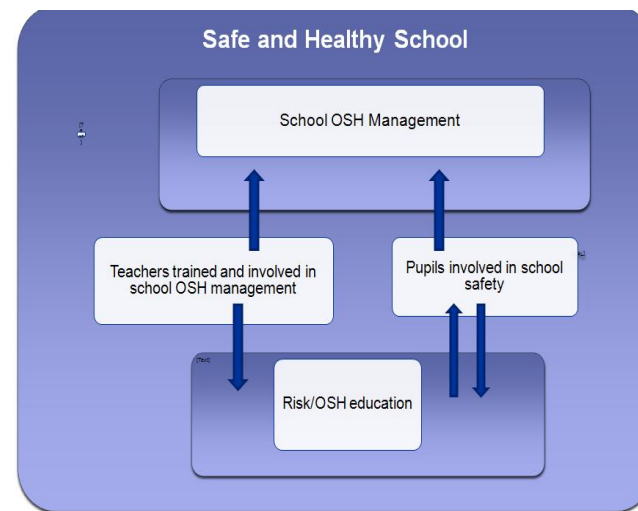 Safe and Healthy School
School OSH Management
Teachers trained and involved in
school OSH management
Pupils involved in school
safety
[Text]
Risk/OSH education